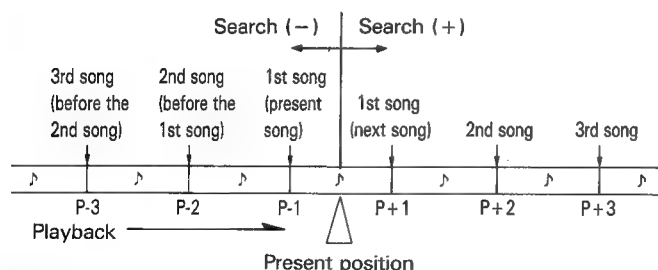 Search (−) Search (+)
3rd song
(before the
2nd song)
2nd song
(before the
1st song)
1st song
(present
song)
1st song
(next song)
2nd song
3rd song
P-3 P-2 P-1 P+1 P+2 P+3
Playback
Present position